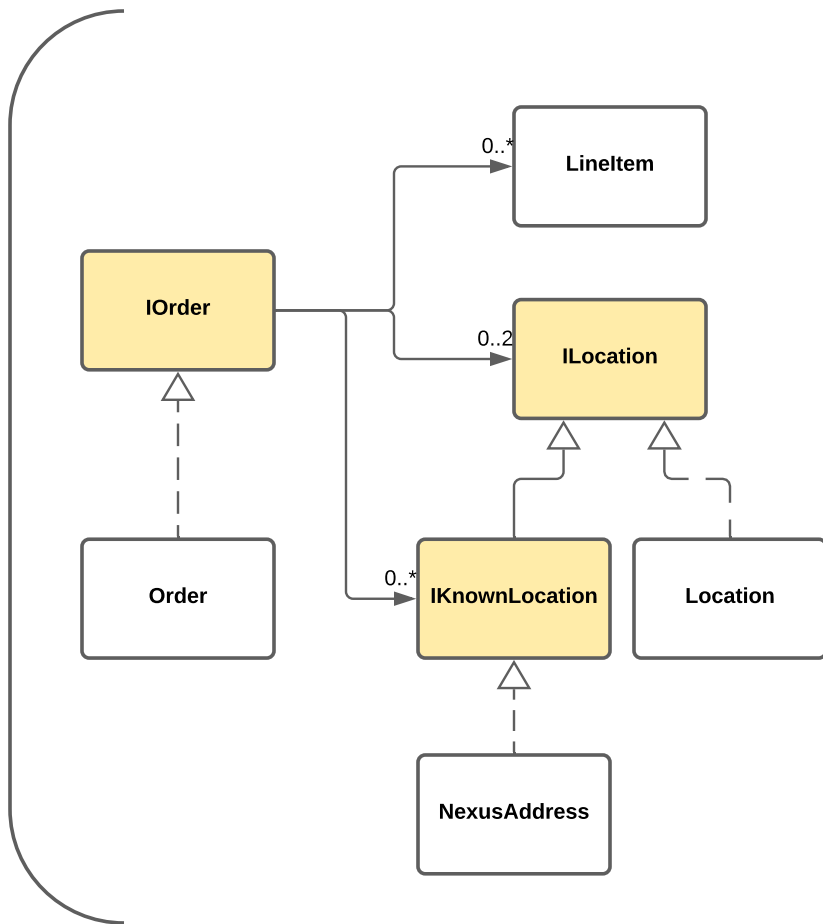 0..*
LineItem
IOrder
0..2
ILocation
0..*
Order
IKnownLocation
Location
NexusAddress